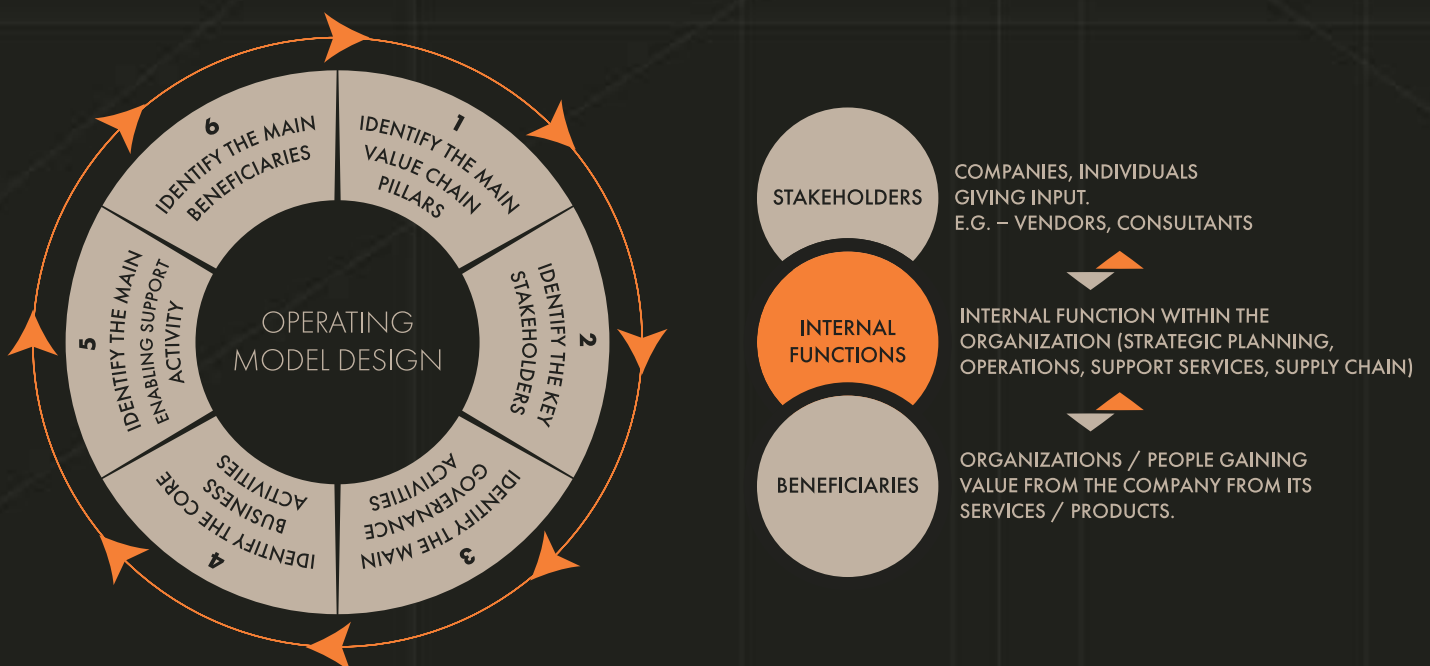 1
IDENTIFY THE MAIN
VALUE CHAIN
PILLARS
2
IDENTIFY THE KEY
STAKEHOLDERS
3
IDENTIFY THE MAIN
GOVERNANCE
ACTIVITIES
4
IDENTIFY THE CORE
BUSINESS
ACTIVITIES
5
IDENTIFY THE MAIN
ENABLING SUPPORT
ACTIVITY
6
IDENTIFY THE MAIN
BENEFICIARIES
OPERATING
MODEL DESIGN
STAKEHOLDERS
COMPANIES, INDIVIDUALS
GIVING INPUT.
E.G. – VENDORS, CONSULTANTS
INTERNAL
FUNCTIONS
INTERNAL FUNCTION WITHIN THE
ORGANIZATION (STRATEGIC PLANNING,
OPERATIONS, SUPPORT SERVICES, SUPPLY CHAIN)
BENEFICIARIES
ORGANIZATIONS / PEOPLE GAINING
VALUE FROM THE COMPANY FROM ITS
SERVICES / PRODUCTS.